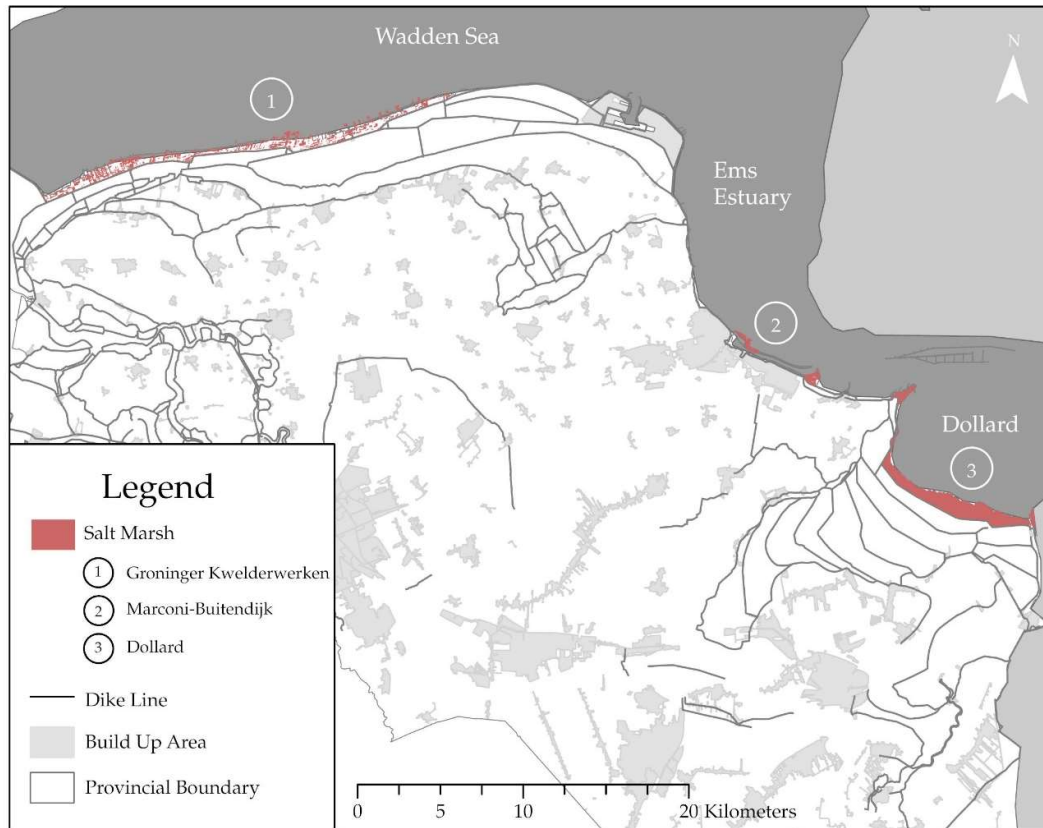 Wadden Sea
N
1
Ems
Estuary
2
Dollard
3
Legend
Salt Marsh
1 Groninger Kwelderwerken
2 Marconi-Buitendijk
3 Dollard
Dike Line
Build Up Area
Provincial Boundary
0 5 10 20 Kilometers